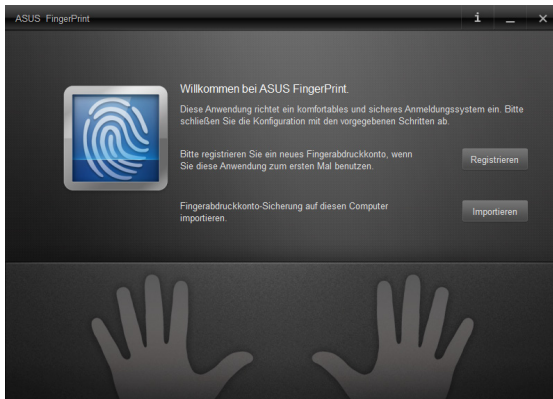 ASUS FingerPrint
Willkommen bei ASUS FingerPrint.
Diese Anwendung richtet ein komfortables und sicheres Anmeldungssystem ein. Bitte
schließen Sie die Konfiguration mit den vorgegebenen Schritten ab.
Bitte registrieren Sie ein neues Fingerabdruckkonto, wenn
Sie diese Anwendung zum ersten Mal benutzen.
Registrieren
Fingerabdruckkonto-Sicherung auf diesen Computer
importieren.
Importieren